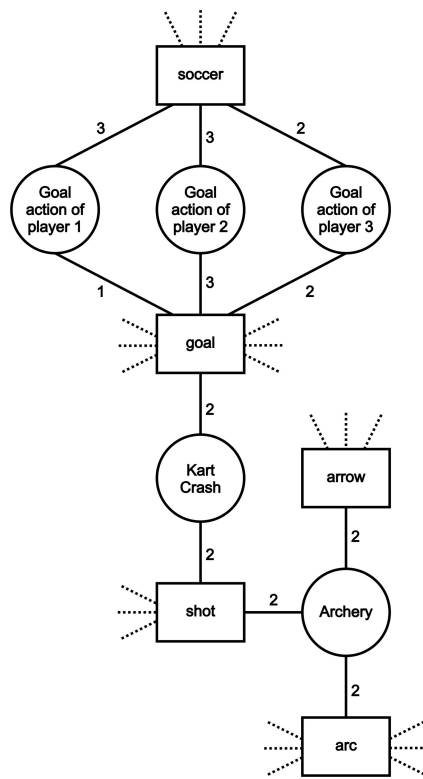 soccer
3
3
2
Goal
action of
player 1
Goal
action of
player 2
Goal
action of
player 3
1
3
2
goal
2
Kart
Crash
arrow
2
2
shot
2
Archery
2
arc